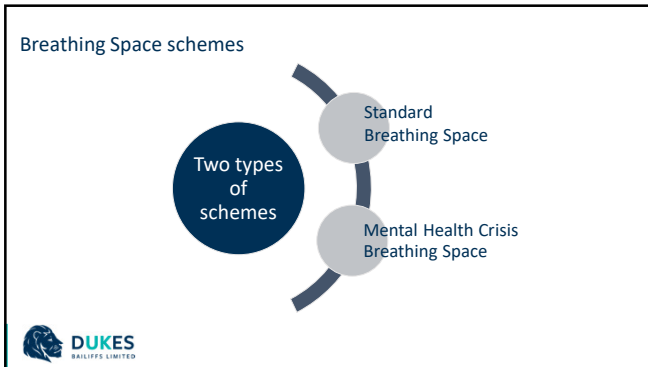 Breathing Space schemes
Two types
of
schemes
Standard
Breathing Space
Mental Health Crisis
Breathing Space
DUKES
BAILIFFS LIMITED